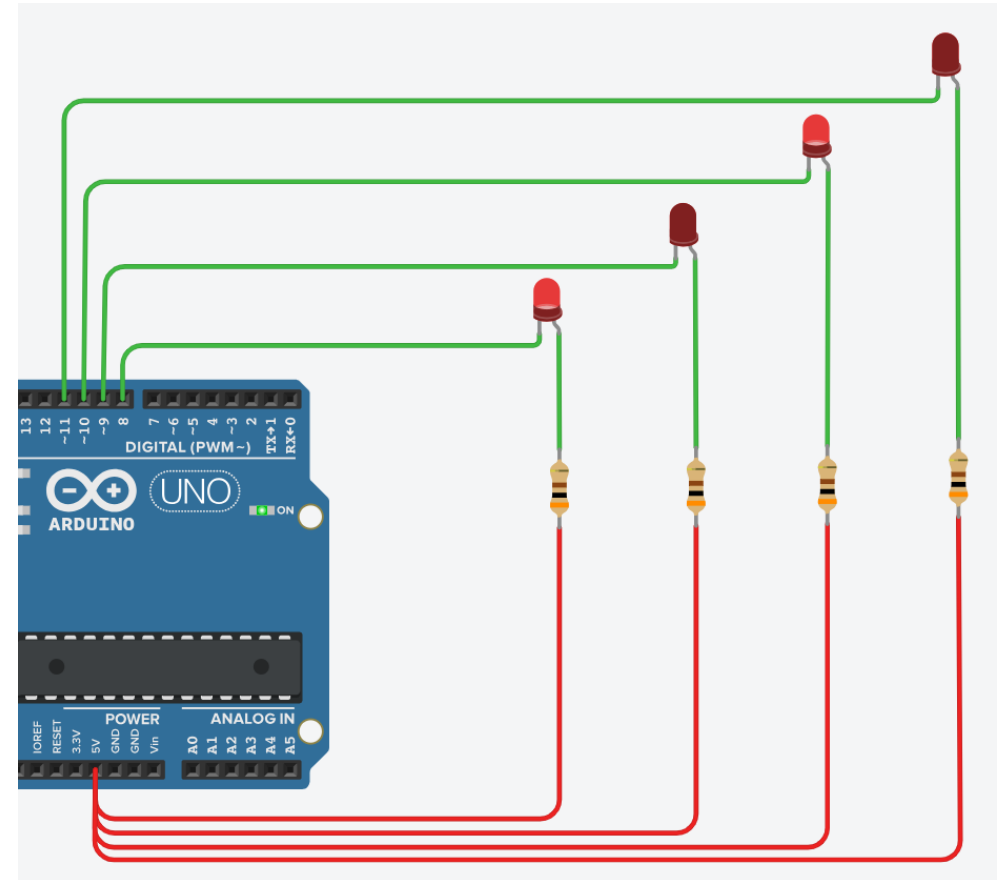 13
12
~11
~10
~9
8
7
~6
~5
4
~3
2
TX→1
RX←0
DIGITAL (PWM~)
UNO
ON
ARDUINO
POWER
ANALOG IN
IOREF
RESET
3.3V
5V
GND
GND
Vin
A0
A1
A2
A3
A4
A5